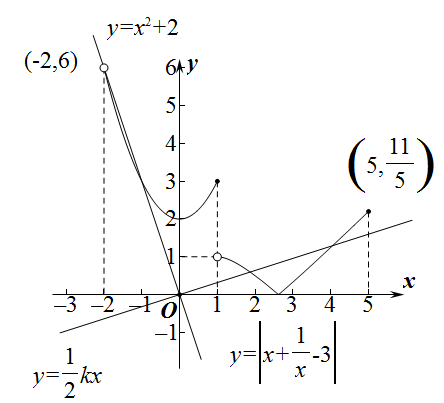 y=x²+2
(-2,6)
6 y
5
4
3
2
1
(5, 11/5)
x
−3 −2 −1 O 1 2 3 4 5
−1
y=|x+1/x-3|
y=1/2kx